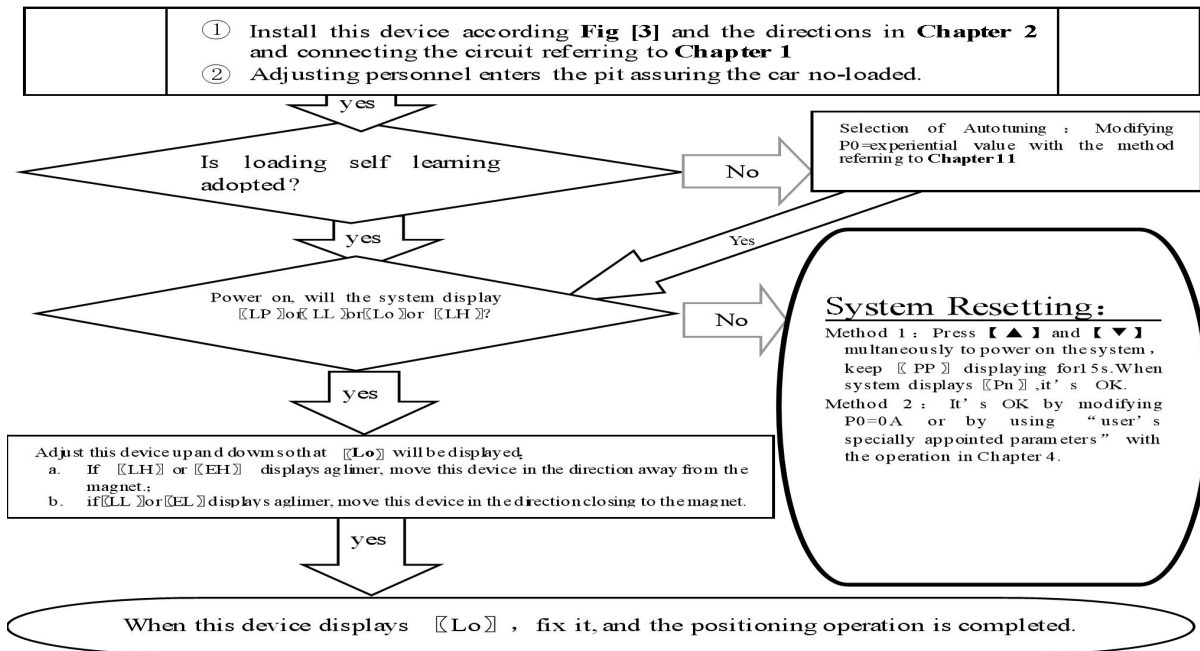 ① Install this device according Fig [3] and the directions in Chapter 2
and connecting the circuit referring to Chapter 1
② Adjusting personnel enters the pit assuring the car no-loaded.
yes
Is loading self learning
adopted?
No
Selection of Autotuning : Modifying
P0=experiential value with the method
referring to Chapter 11
yes
Yes
Power on, will the system display
〖LP〗or〖LL〗or〖Lo〗or 〖LH〗?
No
System Resetting:
Method 1: Press 【▲】 and 【▼】
multaneously to power on the system,
keep 〖PP〗 displaying for15s.When
system displays 〖Pn〗,it's OK.
Method 2: It's OK by modifying
P0=0A or by using "user's
specially appointed parameters" with
the operation in Chapter 4.
yes
Adjust this device up and dowm so that 〖Lo〗 will be displayed.
a. If 〖LH〗 or 〖EH〗 displays aglimer, move this device in the direction away from the
magnet.;
b. if〖LL〗or〖EL〗displays aglimer, move this device in the direction closing to the magnet.
yes
When this device displays 〖Lo〗, fix it, and the positioning operation is completed.